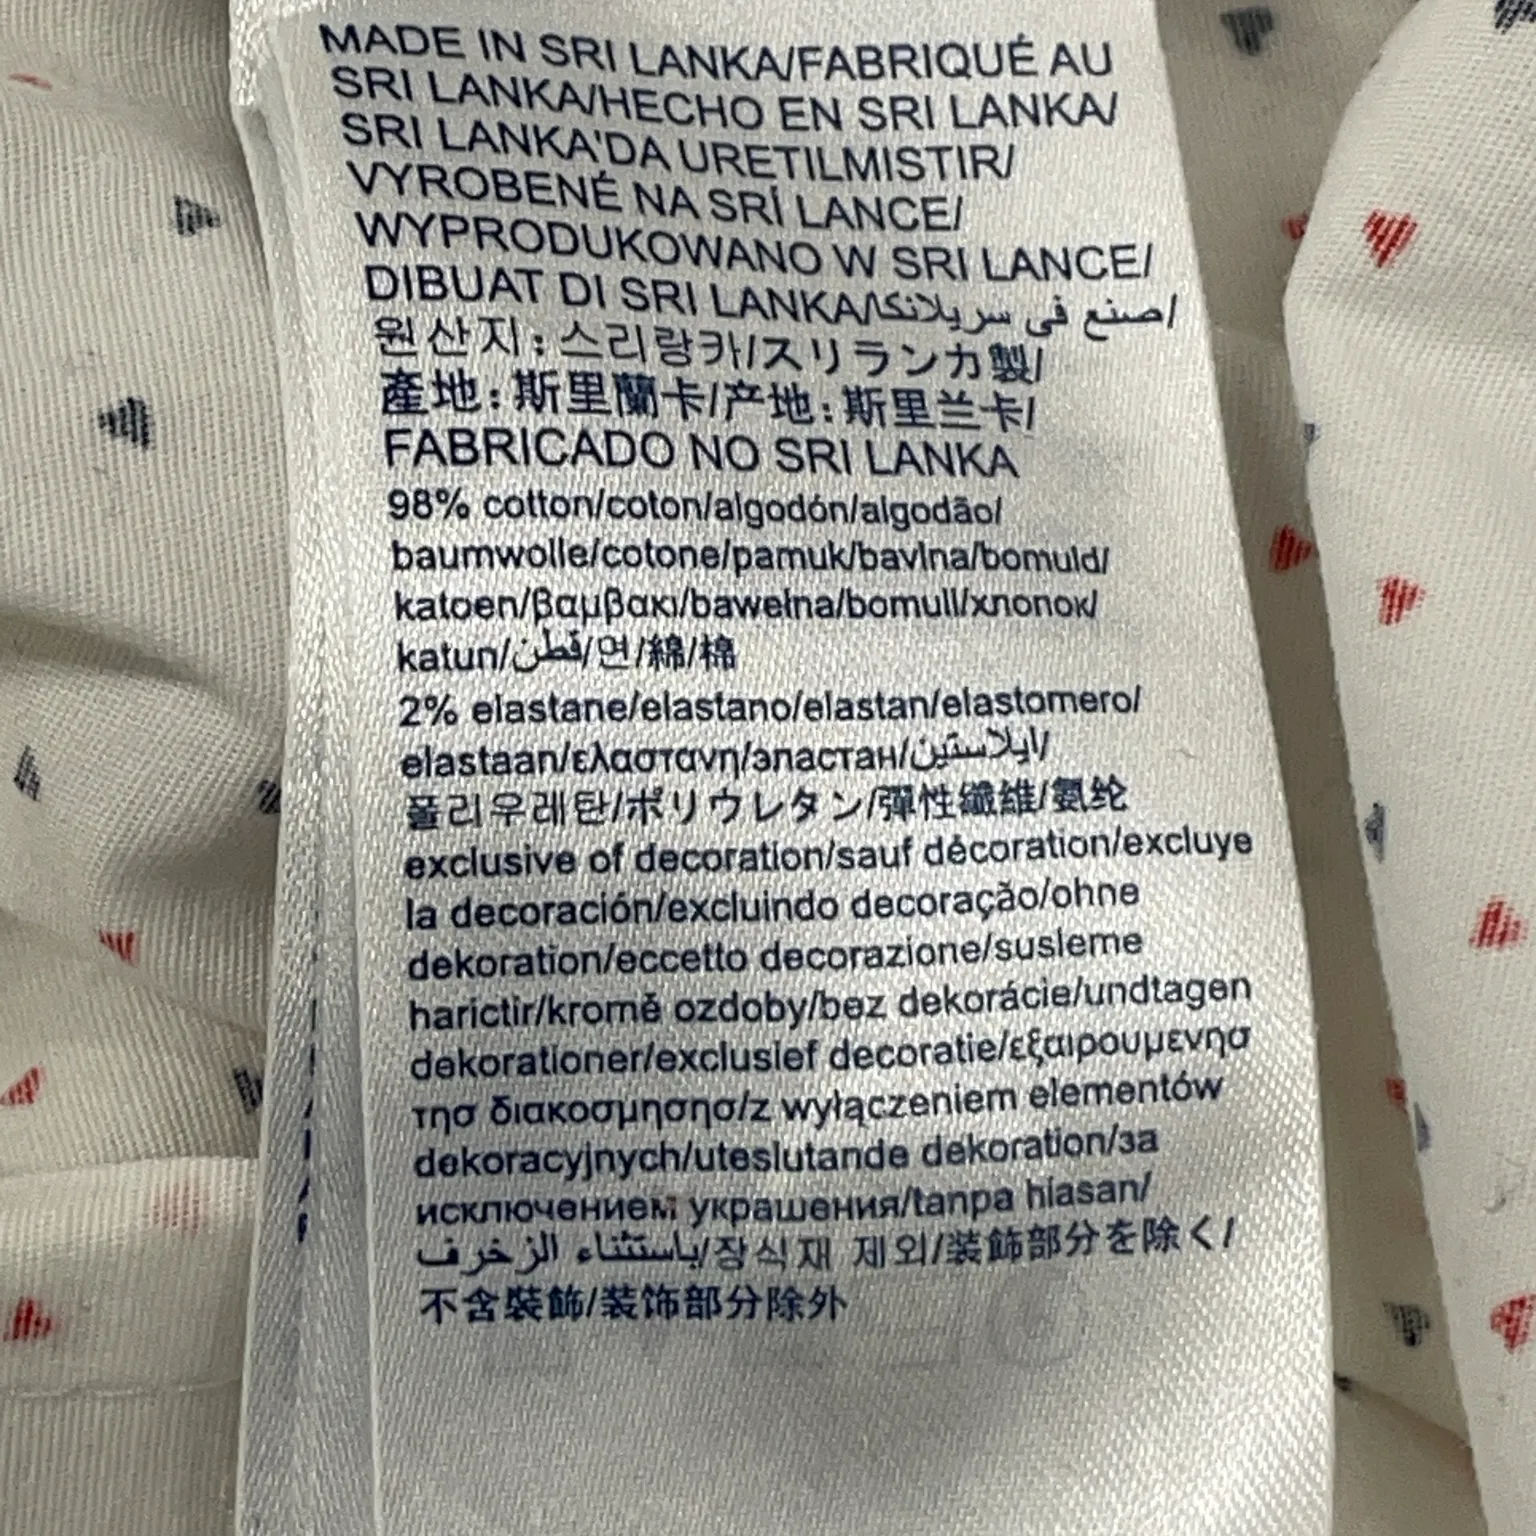 MADE IN SRI LANKA/FABRIQUÉ AU
SRI LANKA/HECHO EN SRI LANKA/
SRI LANKA'DA URETILMISTIR/
VYROBENÉ NA SRÍ LANCE/
WYPRODUKOWANO W SRI LANCE/
DIBUAT DI SRI LANKA/صنع في سريلانكا/
원산지: 스리랑카/スリランカ製/
產地: 斯里蘭卡/产地: 斯里兰卡/
FABRICADO NO SRI LANKA
98% cotton/coton/algodón/algodão/
baumwolle/cotone/pamuk/bavlna/bomuld/
katoen/βαμβακι/bawełna/bomull/хлопок/
katun/قطن/면/綿/棉
2% elastane/elastano/elastan/elastomero/
elastaan/ελαστανη/эластан/ايلاستين/
폴리우레탄/ポリウレタン/彈性纖維/氨纶
exclusive of decoration/sauf décoration/excluye
la decoración/excluindo decoração/ohne
dekoration/eccetto decorazione/susleme
harictir/kromě ozdoby/bez dekorácie/undtagen
dekorationer/exclusief decoratie/εξαιρουμενησ
τησ διακοσμησησ/z wyłączeniem elementów
dekoracyjnych/uteslutande dekoration/за
исключением украшения/tanpa hiasan/
باستثناء الزخرف/장식재 제외/装飾部分を除く/
不含裝飾/装饰部分除外